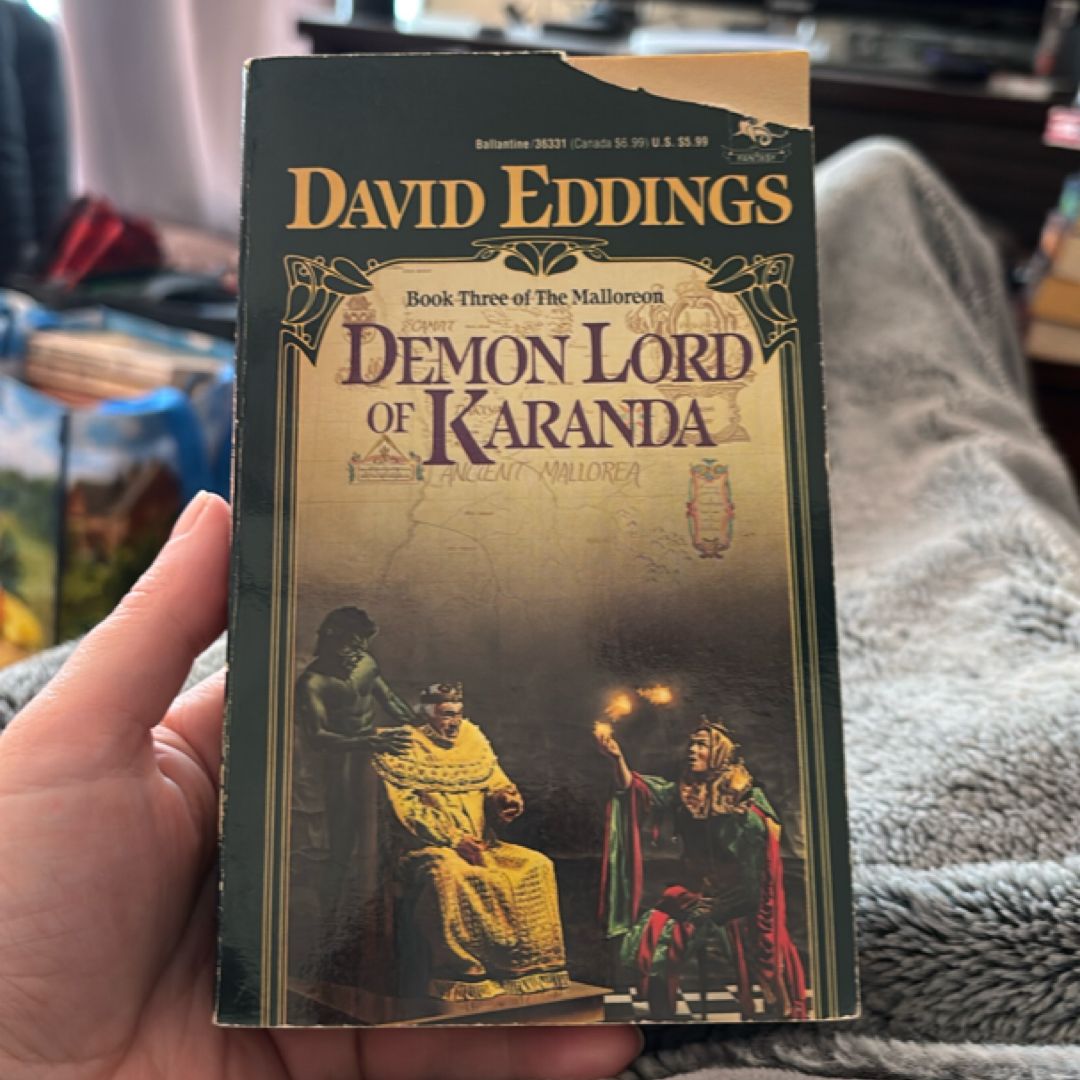 Ballantine/36331 (Canada $6.99) U.S. $5.99
FANTASY
DAVID EDDINGS
Book Three of The Malloreon
DEMON LORD
OF KARANDA
ANCIENT MALLOREA